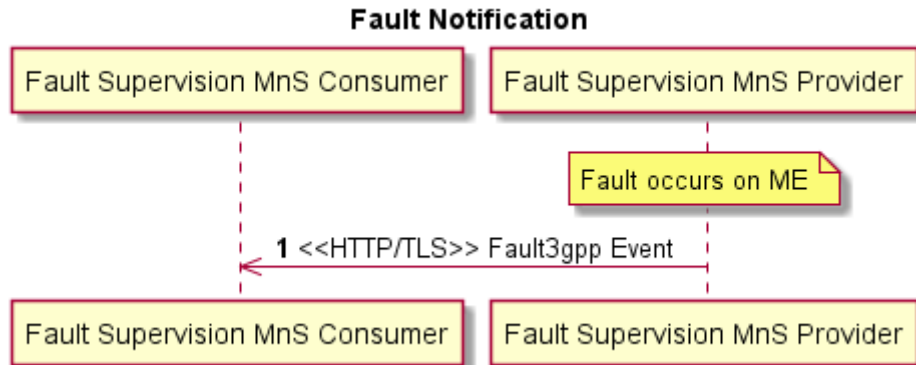 Fault Notification
Fault Supervision MnS Consumer
Fault Supervision MnS Provider
Fault occurs on ME
1 <<HTTP/TLS>> Fault3gpp Event
Fault Supervision MnS Consumer
Fault Supervision MnS Provider